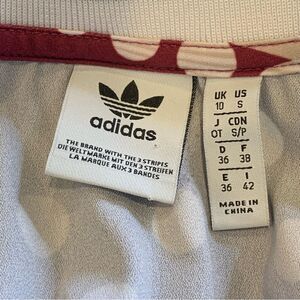 adidas
THE BRAND WITH THE 3 STRIPES
DIE WELTMARKE MIT DEN 3 STREIFEN
LA MARQUE AUX 3 BANDES
UK US
10 S
J CDN
OT S/P
D F
36 38
E I
36 42
MADE IN
CHINA